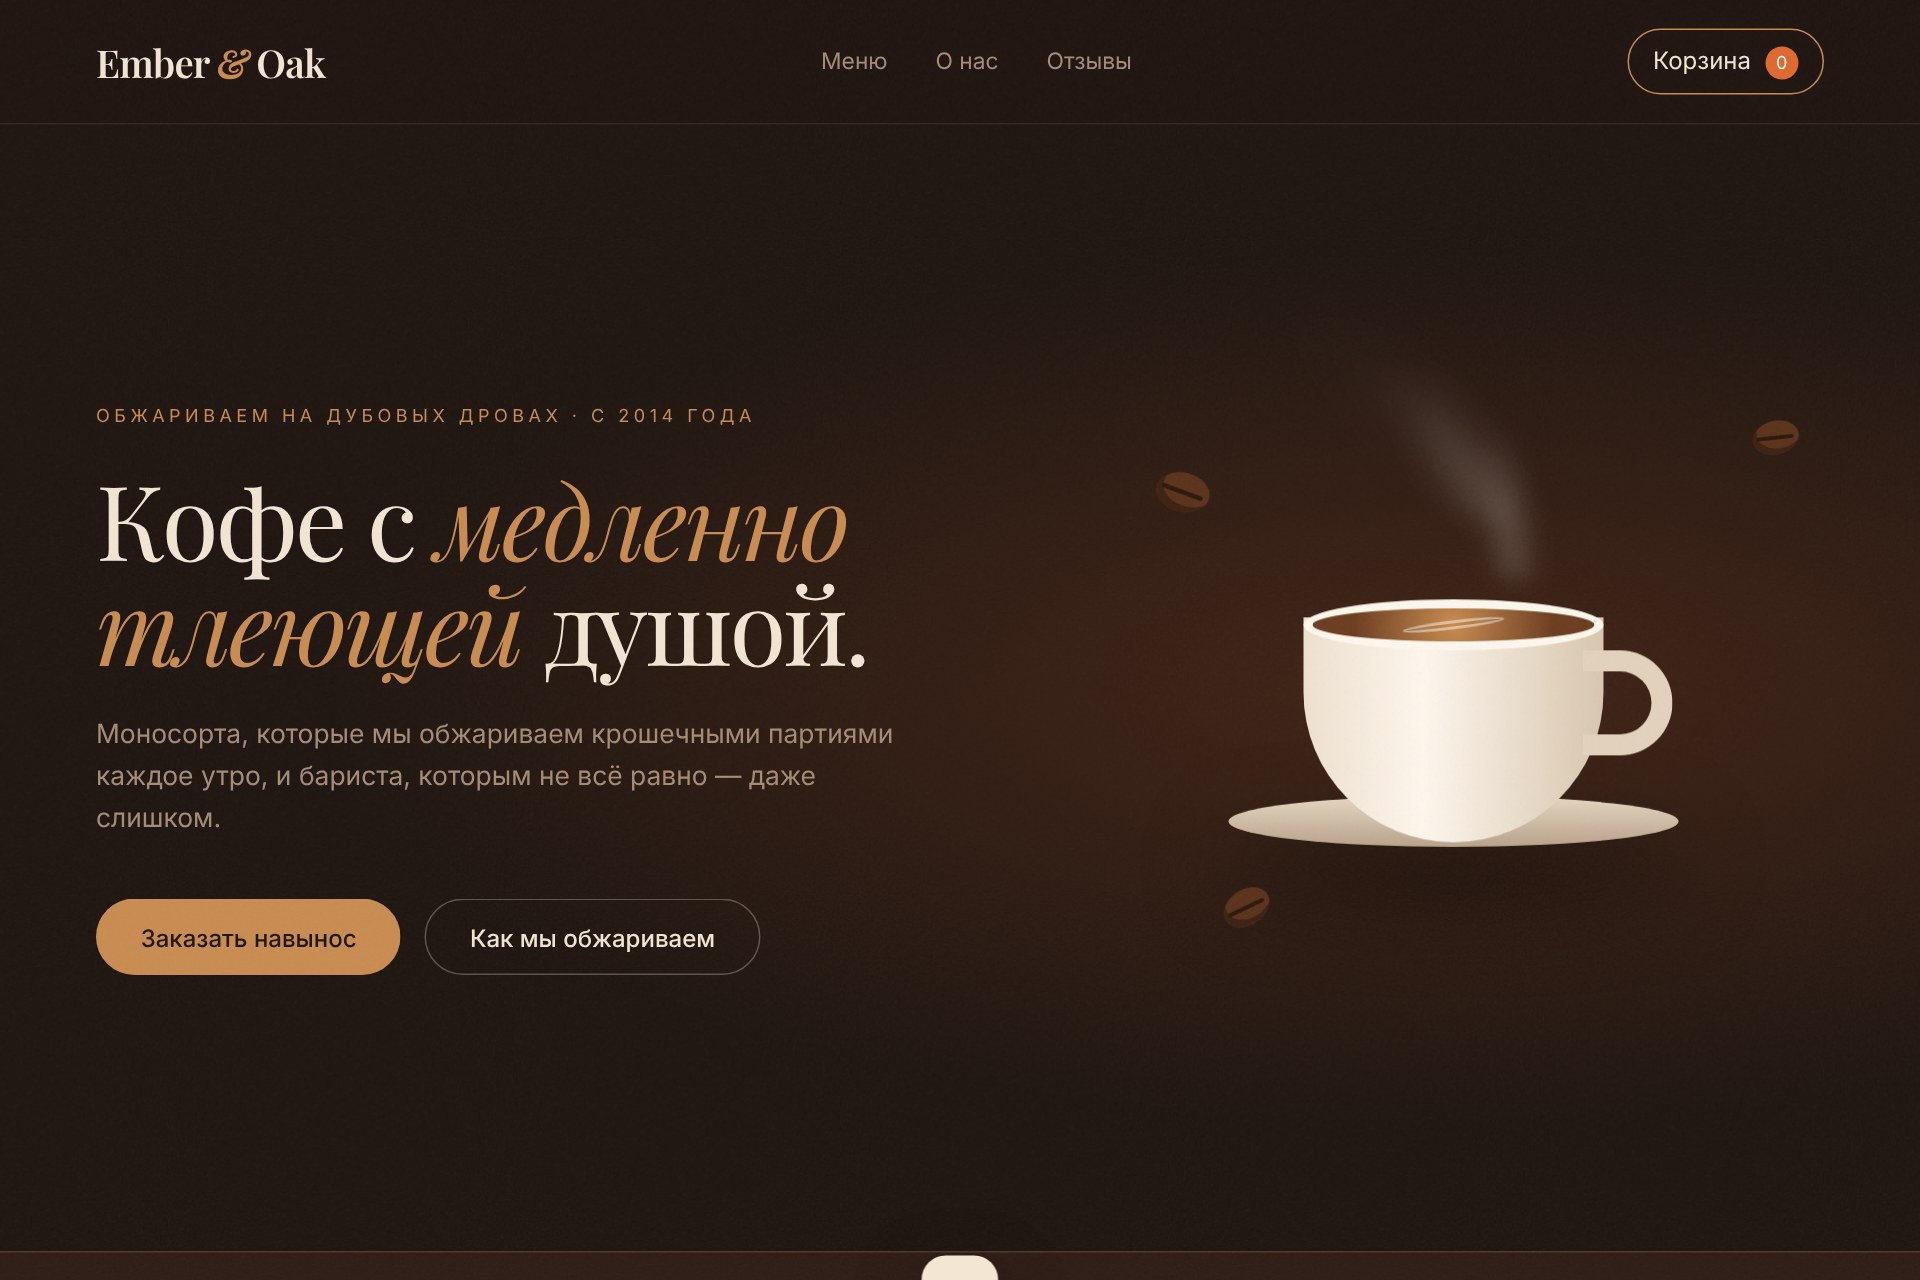 Ember & Oak
Меню
О нас
Отзывы
Корзина 0
ОБЖАРИВАЕМ НА ДУБОВЫХ ДРОВАХ · С 2014 ГОДА
Кофе с медленно
тлеющей душой.
Моносорта, которые мы обжариваем крошечными партиями
каждое утро, и бариста, которым не всё равно — даже
слишком.
Заказать навынос
Как мы обжариваем